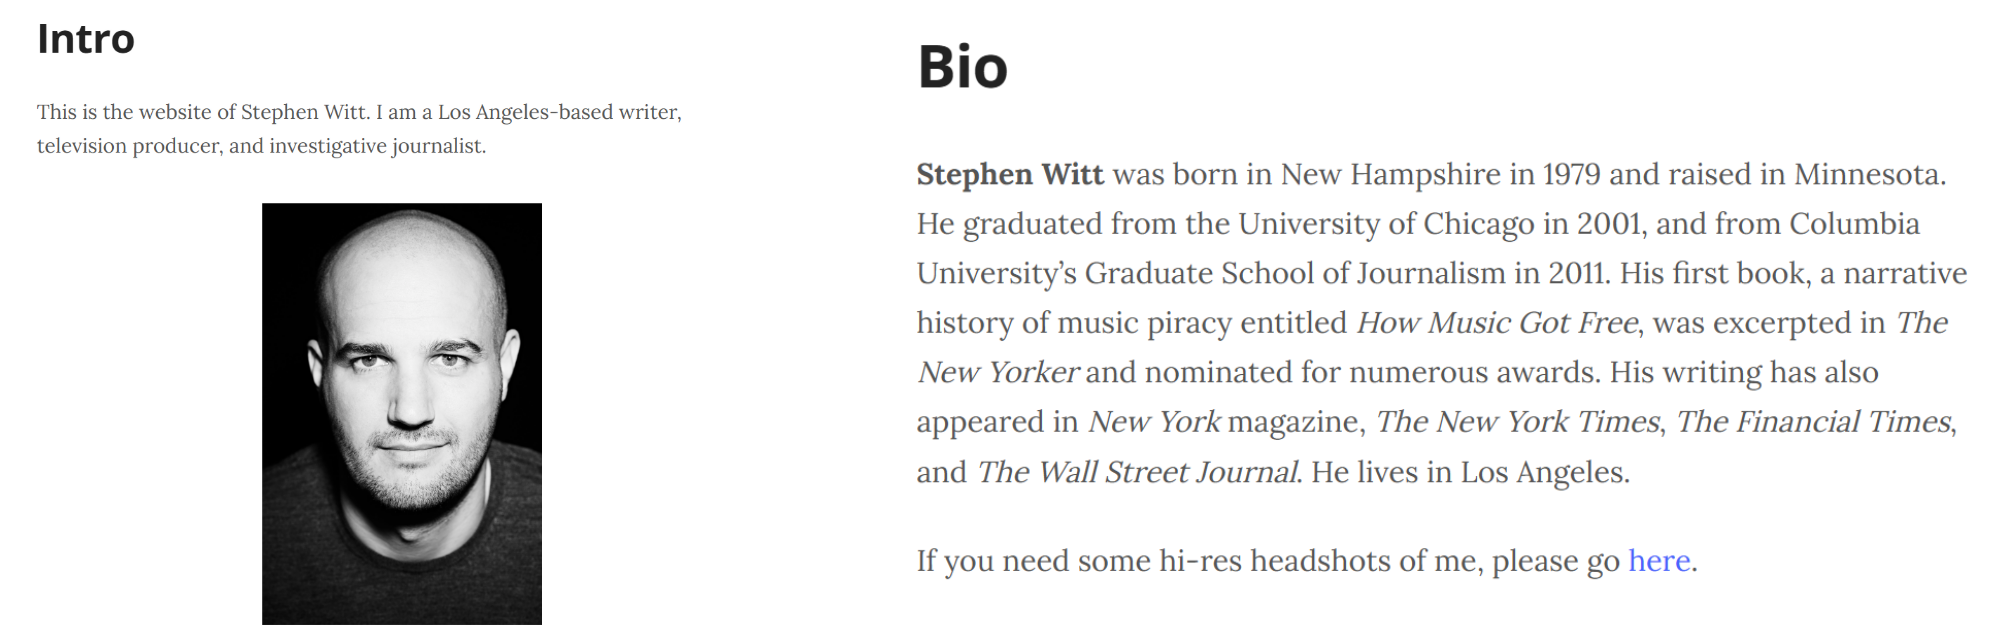 Intro
This is the website of Stephen Witt. I am a Los Angeles-based writer,
television producer, and investigative journalist.
Bio
Stephen Witt was born in New Hampshire in 1979 and raised in Minnesota.
He graduated from the University of Chicago in 2001, and from Columbia
University’s Graduate School of Journalism in 2011. His first book, a narrative
history of music piracy entitled How Music Got Free, was excerpted in The
New Yorker and nominated for numerous awards. His writing has also
appeared in New York magazine, The New York Times, The Financial Times,
and The Wall Street Journal. He lives in Los Angeles.
If you need some hi-res headshots of me, please go here.